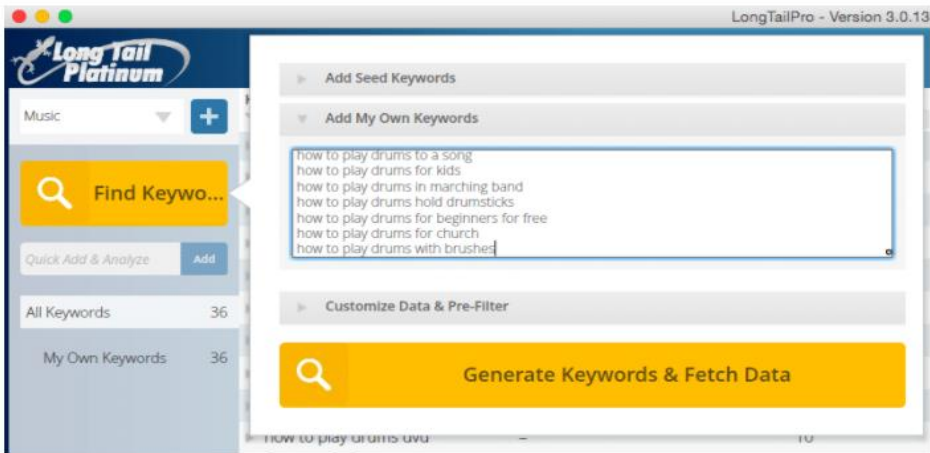 LongTailPro - Version 3.0.13
Long Tail
Platinum
Music
Find Keywo...
Quick Add & Analyze
Add
All Keywords 36
My Own Keywords 36
Add Seed Keywords
Add My Own Keywords
how to play drums to a song
how to play drums for kids
how to play drums in marching band
how to play drums hold drumsticks
how to play drums for beginners for free
how to play drums for church
how to play drums with brushes
Customize Data & Pre-Filter
Generate Keywords & Fetch Data
how to play drums dvd – 10